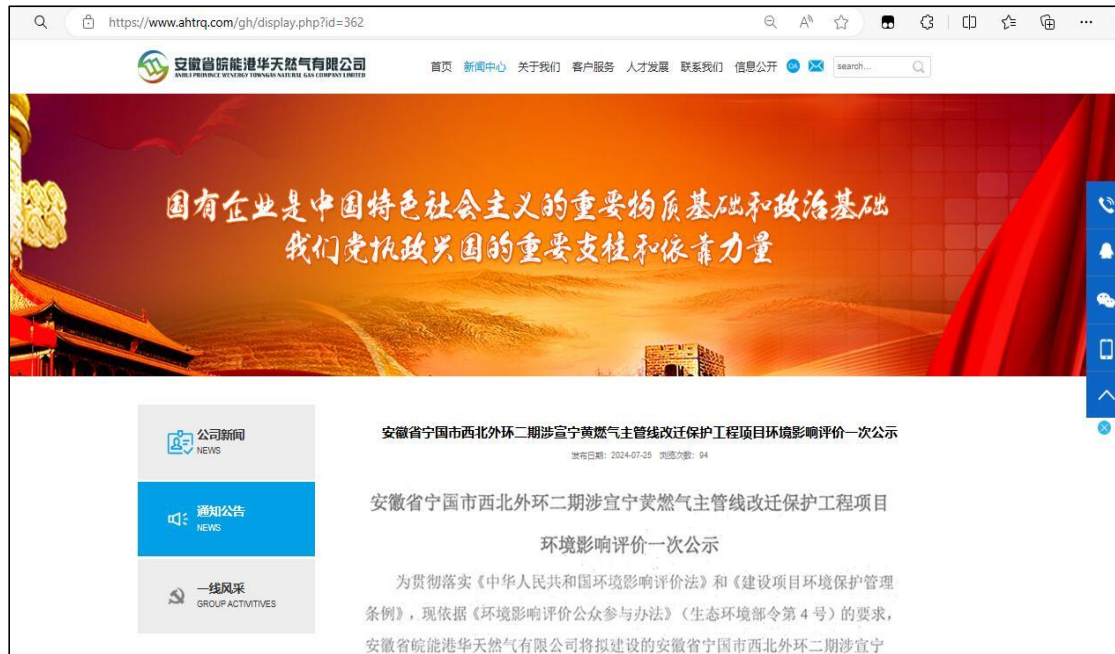 https://www.ahtrq.com/gh/display.php?id=362
安徽省皖能港华天然气有限公司
ANHUI PROVINCE WENERGY TOWNGAS NATURAL GAS COMPANY LIMITED
首页 新闻中心 关于我们 客户服务 人才发展 联系我们 信息公开 OA search...
国有企业是中国特色社会主义的重要物质基础和政治基础
我们党执政兴国的重要支柱和依靠力量
公司新闻
NEWS
通知公告
NEWS
一线风采
GROUP ACTIVITIVES
安徽省宁国市西北外环二期涉宣宁黄燃气主管线改迁保护工程项目环境影响评价一次公示
发布日期：2024-07-25 浏览次数：94
安徽省宁国市西北外环二期涉宣宁黄燃气主管线改迁保护工程项目
环境影响评价一次公示
为贯彻落实《中华人民共和国环境影响评价法》和《建设项目环境保护管理
条例》，现依据《环境影响评价公众参与办法》（生态环境部令第 4 号）的要求，
安徽省皖能港华天然气有限公司将拟建设的安徽省宁国市西北外环二期涉宣宁